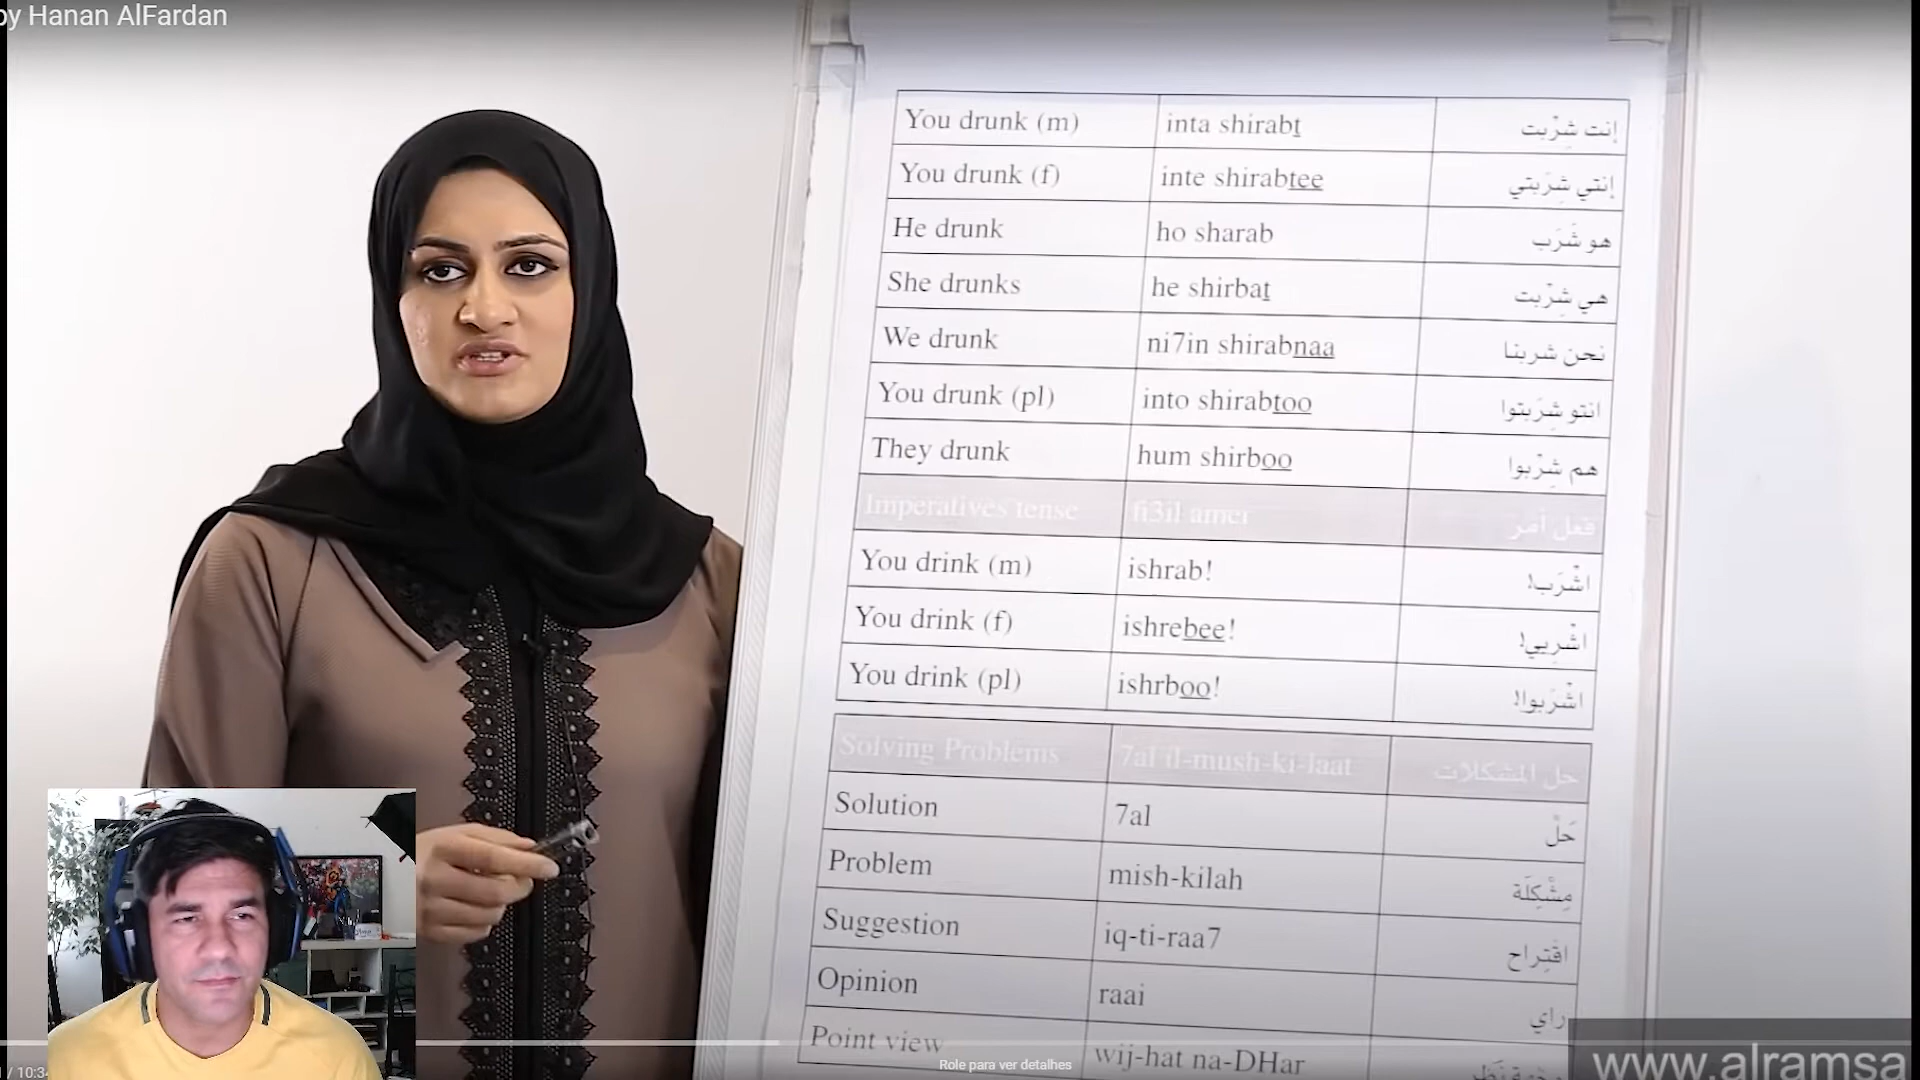 by Hanan AlFardan
You drunk (m) inta shirabt إنت شِرْبت
You drunk (f) inte shirabtee إنتي شِرَبتي
He drunk ho sharab هو شَرَب
She drunks he shirbat هي شِرْبت
We drunk ni7in shirabnaa نحن شربنا
You drunk (pl) into shirabtoo انتو شِرَبتوا
They drunk hum shirboo هم شِرْبوا
Imperatives tense fi3il amer فعل أمر
You drink (m) ishrab! اشْرَب!
You drink (f) ishrebee! اشْرِبي!
You drink (pl) ishrboo! اشْرَبوا!
Solving Problems 7al il-mush-ki-laat حل المشكلات
Solution 7al حَلْ
Problem mish-kilah مِشْكِلَة
Suggestion iq-ti-raa7 اقْتِراح
Opinion raai راي
Point view wij-hat na-DHar
www.alramsa
/ 10:34
Role para ver detalhes